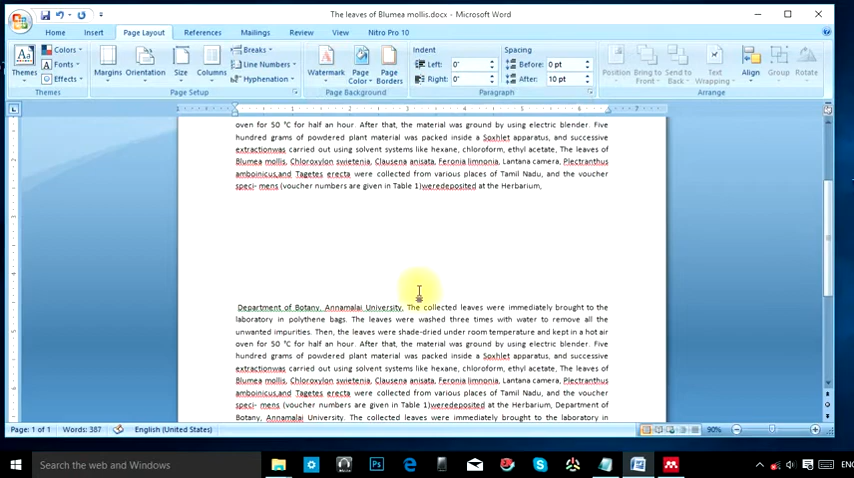 The leaves of Blumea mollis.docx - Microsoft Word
Home Insert Page Layout References Mailings Review View Nitro Pro 10
Themes Colors Fonts Effects
Themes
Margins Orientation Size Columns Breaks Line Numbers Hyphenation
Page Setup
Watermark Page Color Page Borders
Page Background
Indent Left: 0" Right: 0"
Spacing Before: 0 pt After: 10 pt
Paragraph
Position Bring to Front Send to Back Text Wrapping Align Group Rotate
Arrange
oven for 50 °C for half an hour. After that, the material was ground by using electric blender. Five
hundred grams of powdered plant material was packed inside a Soxhlet apparatus, and successive
extractionwas carried out using solvent systems like hexane, chloroform, ethyl acetate, The leaves of
Blumea mollis, Chloroxylon swietenia, Clausena anisata, Feronia limnonia, Lantana camera, Plectranthus
amboinicus,and Tagetes erecta were collected from various places of Tamil Nadu, and the voucher
speci- mens (voucher numbers are given in Table 1)weredeposited at the Herbarium,
Department of Botany, Annamalai University. The collected leaves were immediately brought to the
laboratory in polythene bags. The leaves were washed three times with water to remove all the
unwanted impurities. Then, the leaves were shade-dried under room temperature and kept in a hot air
oven for 50 °C for half an hour. After that, the material was ground by using electric blender. Five
hundred grams of powdered plant material was packed inside a Soxhlet apparatus, and successive
extractionwas carried out using solvent systems like hexane, chloroform, ethyl acetate, The leaves of
Blumea mollis, Chloroxylon swietenia, Clausena anisata, Feronia limnonia, Lantana camera, Plectranthus
amboinicus,and Tagetes erecta were collected from various places of Tamil Nadu, and the voucher
speci- mens (voucher numbers are given in Table 1)weredeposited at the Herbarium, Department of
Botany, Annamalai University. The collected leaves were immediately brought to the laboratory in
Page: 1 of 1 Words: 387 English (United States) 90%
Search the web and Windows